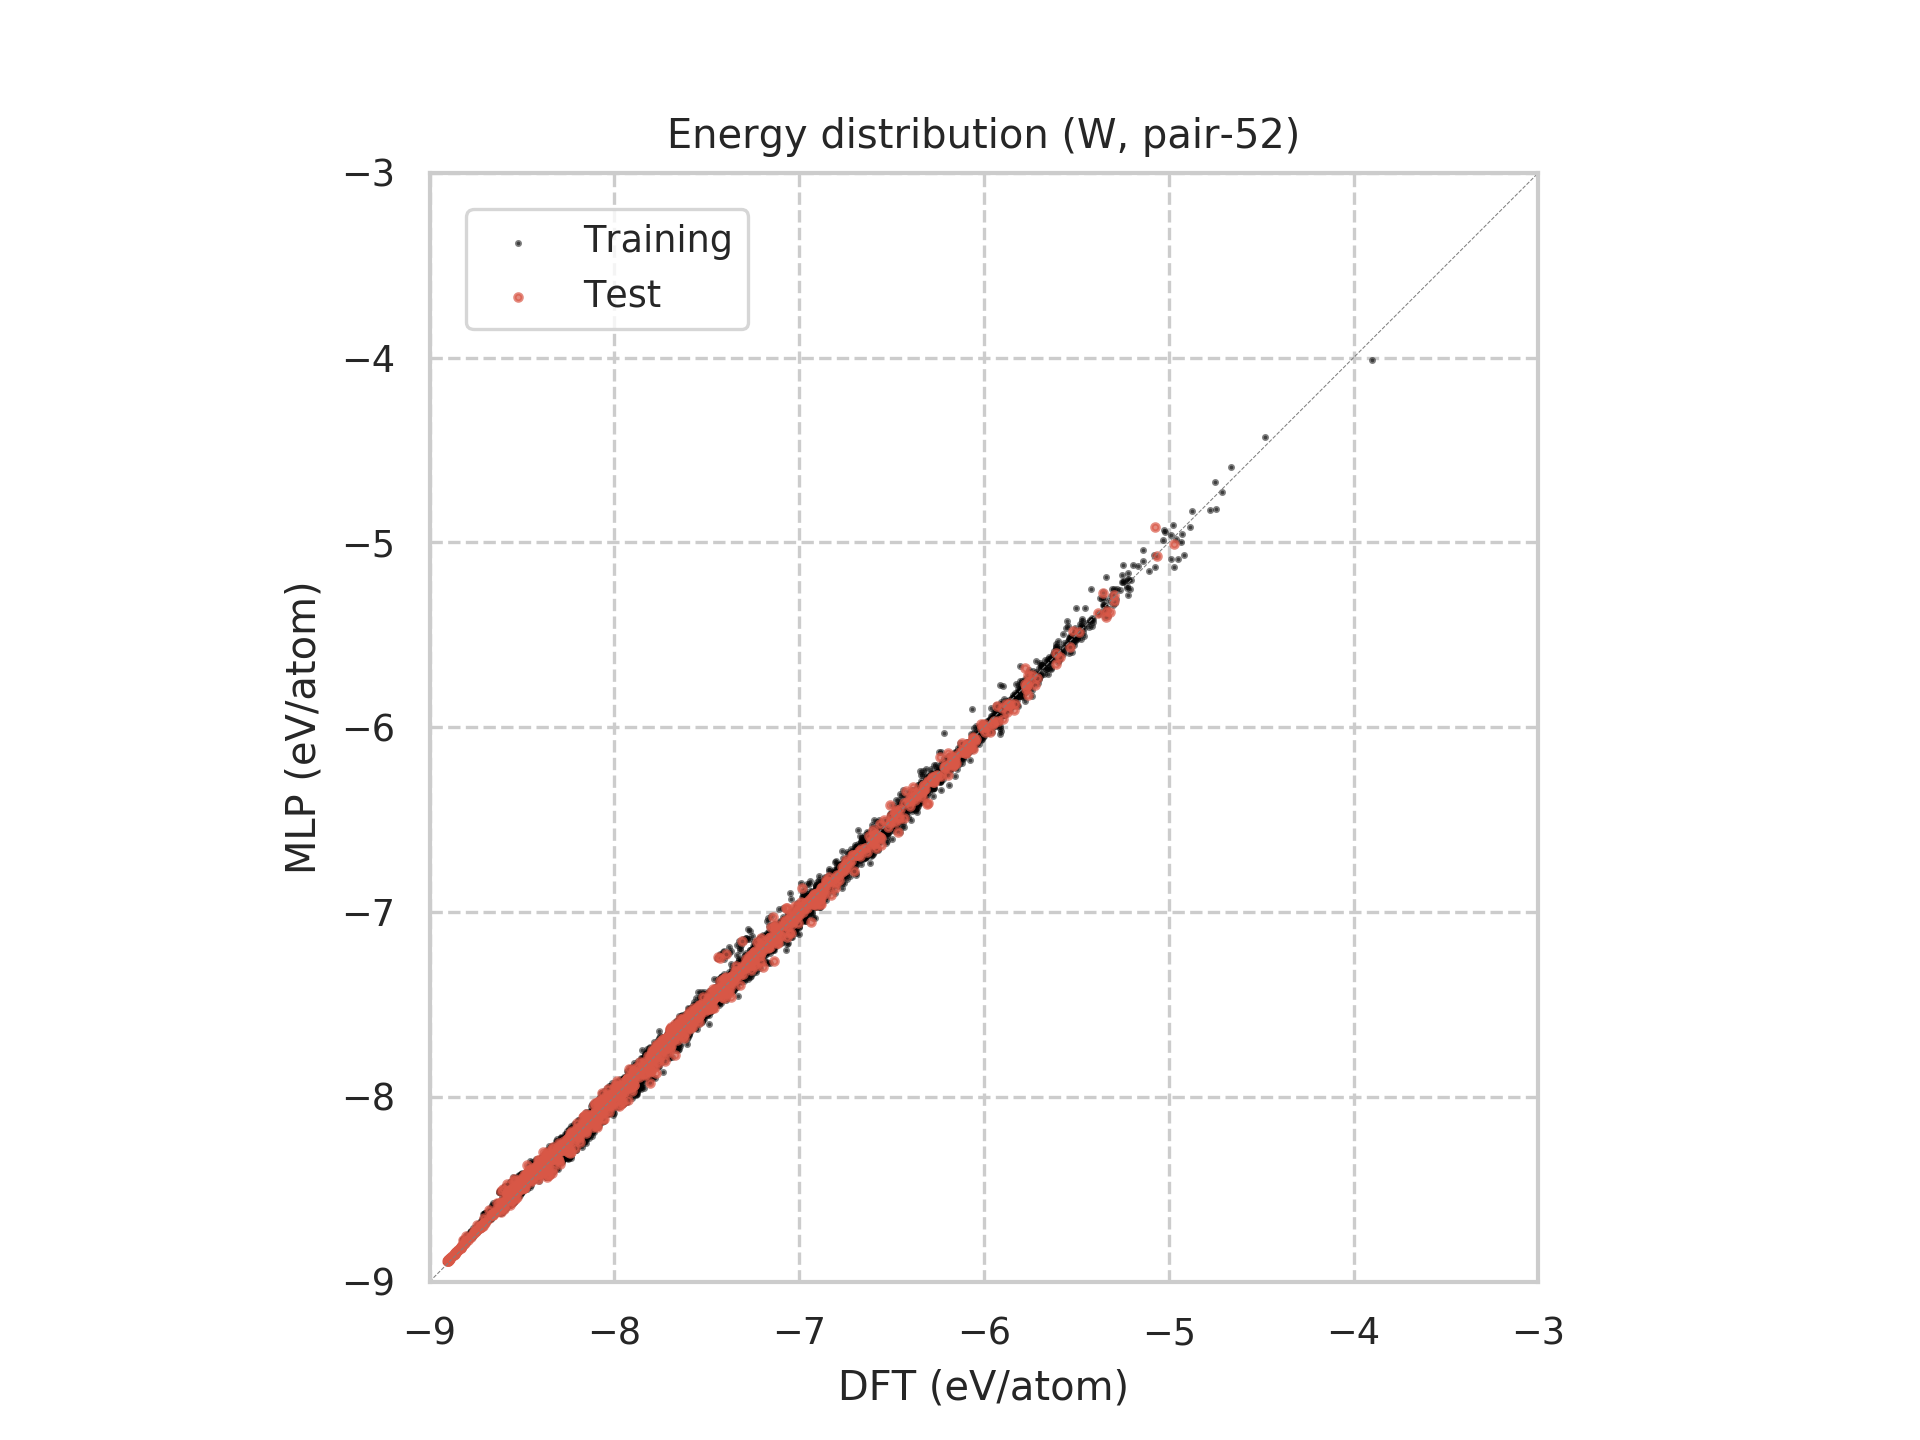 Energy distribution (W, pair-52)
Training
Test
−3
−4
−5
−6
−7
−8
−9
MLP (eV/atom)
−9 −8 −7 −6 −5 −4 −3
DFT (eV/atom)